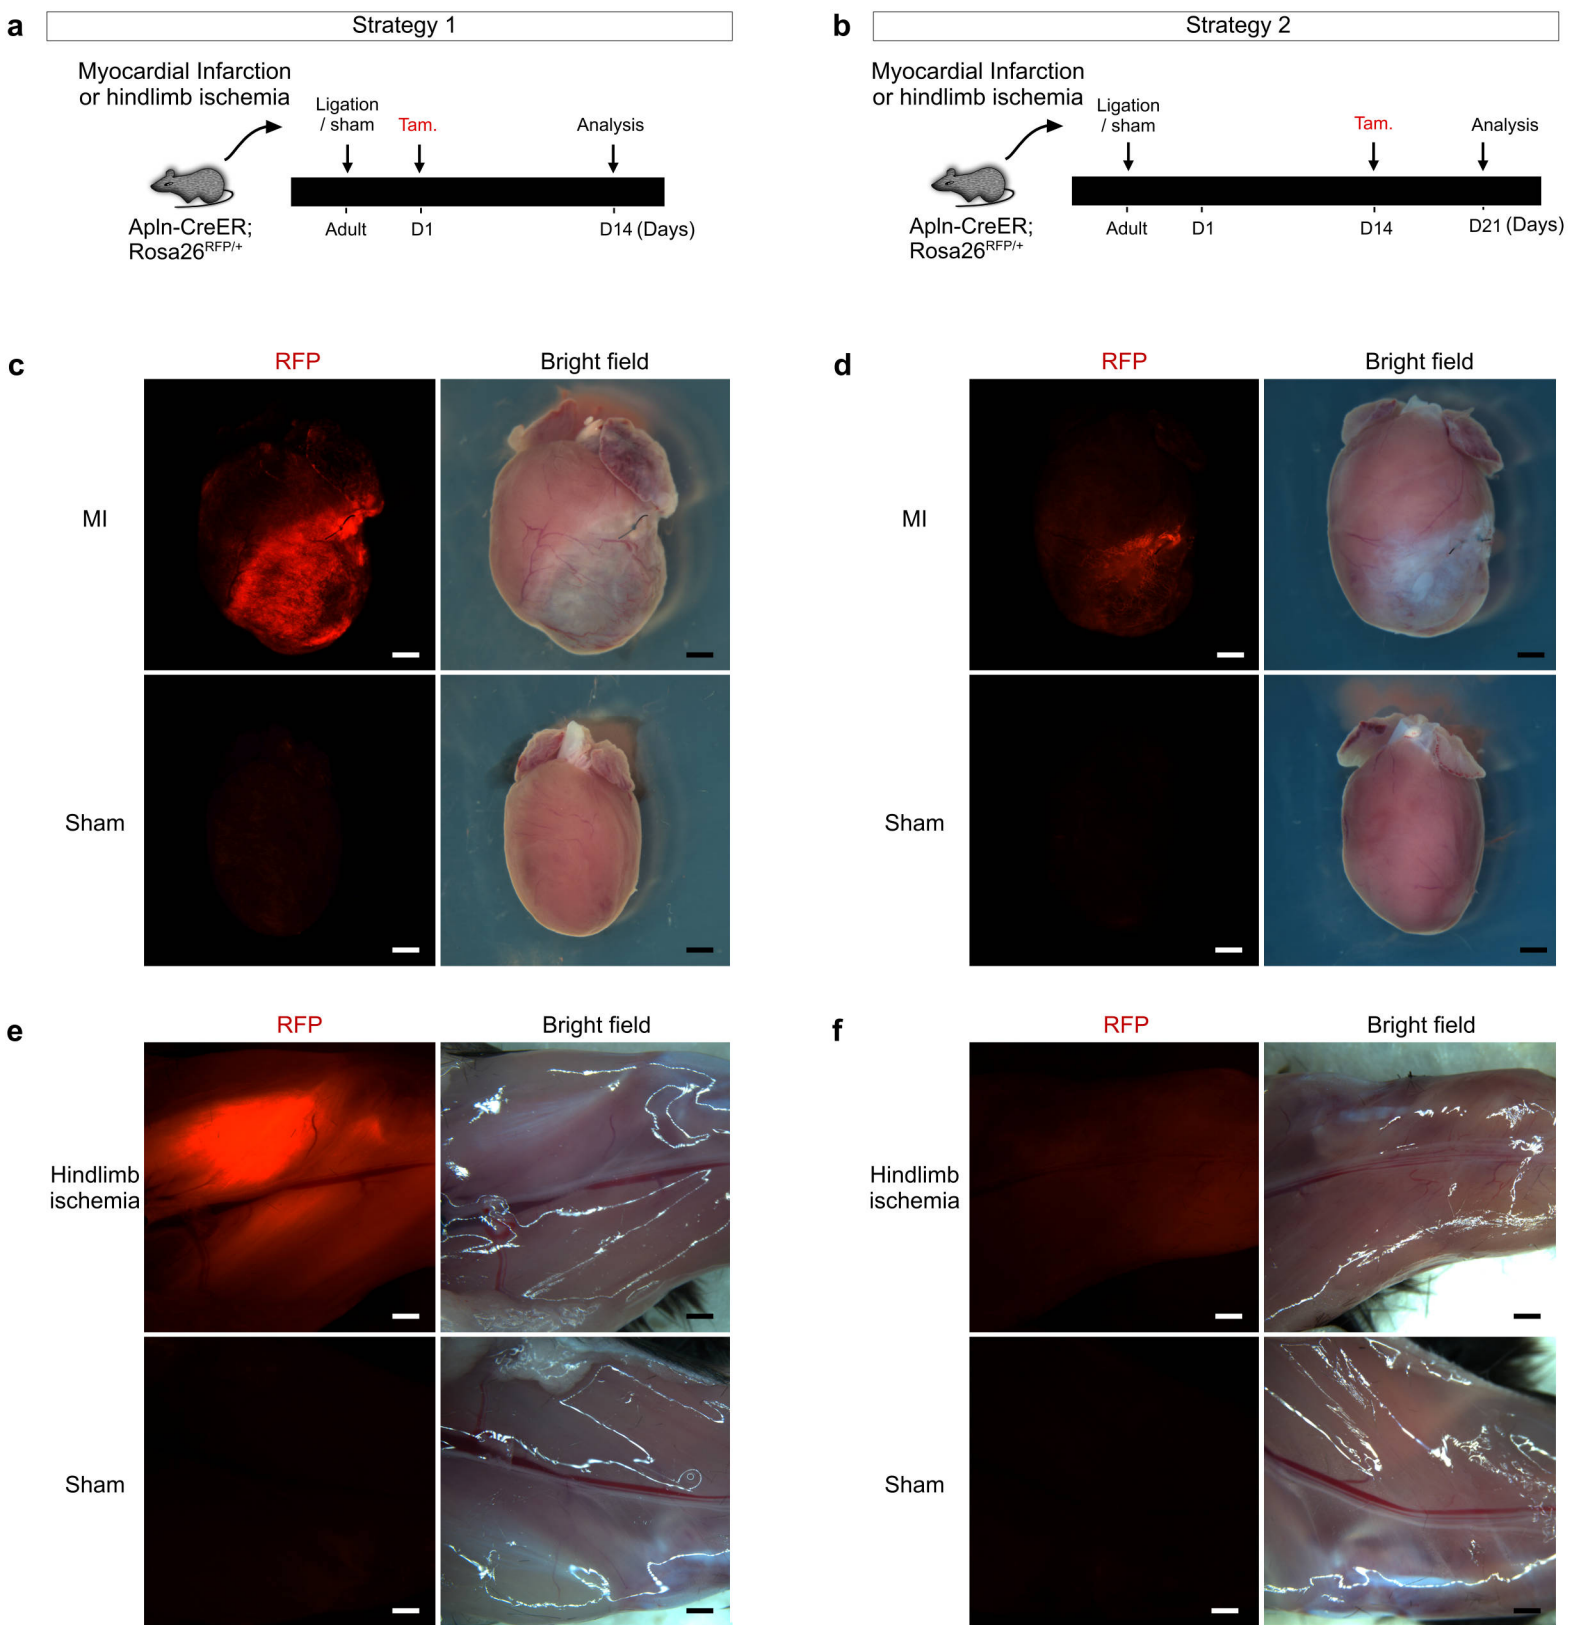 a
Strategy 1
Myocardial Infarction
or hindlimb ischemia
Ligation
/ sham
Tam.
Analysis
Apln-CreER;
Rosa26RFP/+
Adult
D1
D14 (Days)
b
Strategy 2
Myocardial Infarction
or hindlimb ischemia
Ligation
/ sham
Tam.
Analysis
Apln-CreER;
Rosa26RFP/+
Adult
D1
D14
D21 (Days)
c
RFP
Bright field
MI
Sham
d
RFP
Bright field
MI
Sham
e
RFP
Bright field
Hindlimb
ischemia
Sham
f
RFP
Bright field
Hindlimb
ischemia
Sham